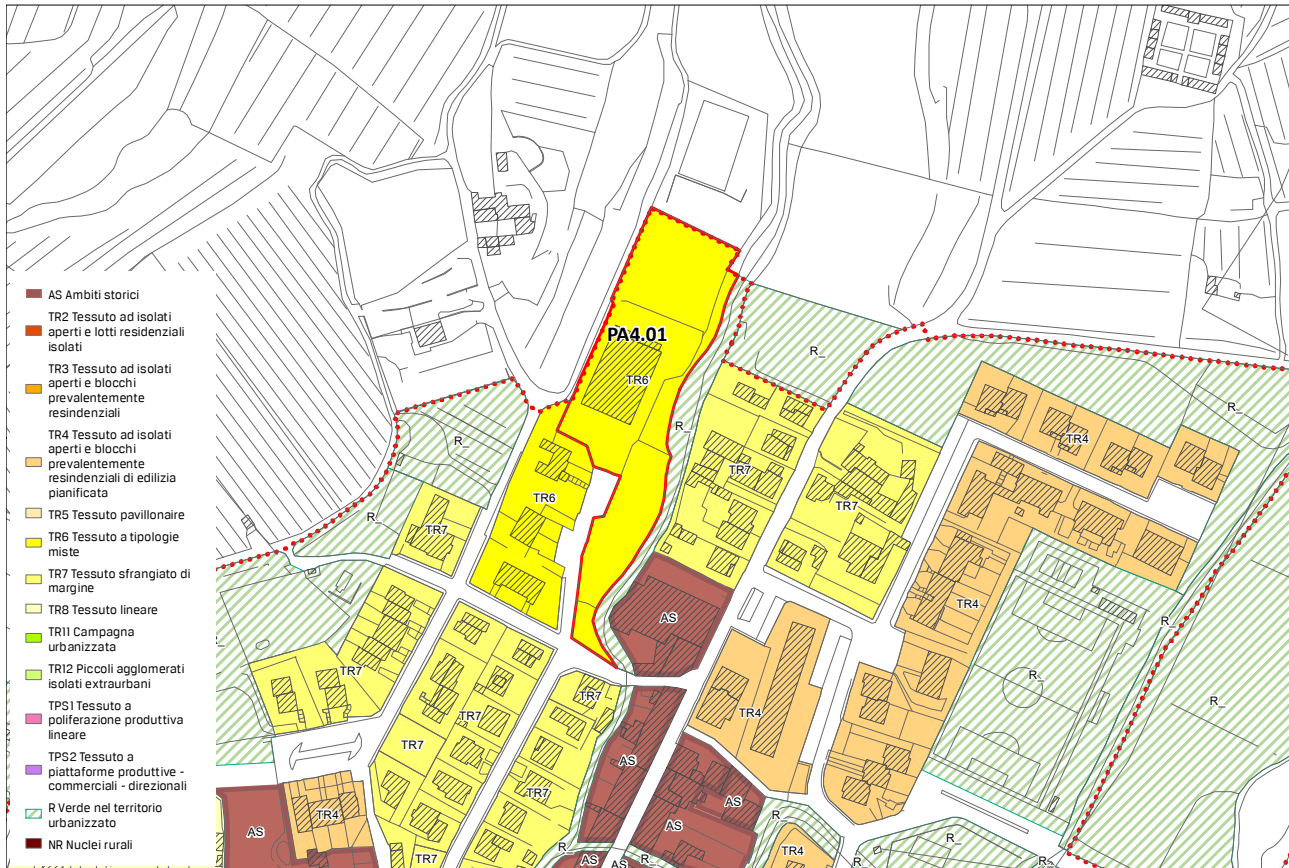 AS Ambiti storici
TR2 Tessuto ad isolati
aperti e lotti residenziali
isolati
TR3 Tessuto ad isolati
aperti e blocchi
prevalentemente
resindenziali
TR4 Tessuto ad isolati
aperti e blocchi
prevalentemente
resindenziali di edilizia
pianificata
TR5 Tessuto pavillonaire
TR6 Tessuto a tipologie
miste
TR7 Tessuto sfrangiato di
margine
TR8 Tessuto lineare
TR11 Campagna
urbanizzata
TR12 Piccoli agglomerati
isolati extraurbani
TPS1 Tessuto a
poliferazione produttiva
lineare
TPS2 Tessuto a
piattaforme produttive -
commerciali - direzionali
R Verde nel territorio
urbanizzato
NR Nuclei rurali
PA4.01
R_
TR6
R_
R_
TR4
R_
TR7
TR6
TR7
R_
TR7
TR4
AS
R_
R_
TR7
TR7
R_
TR7
TR4
TR7
AS
TR7
AS
TR4
AS
AS
R_
R_
R_
TR4
TR7
AS
AS
R_
R_
R_